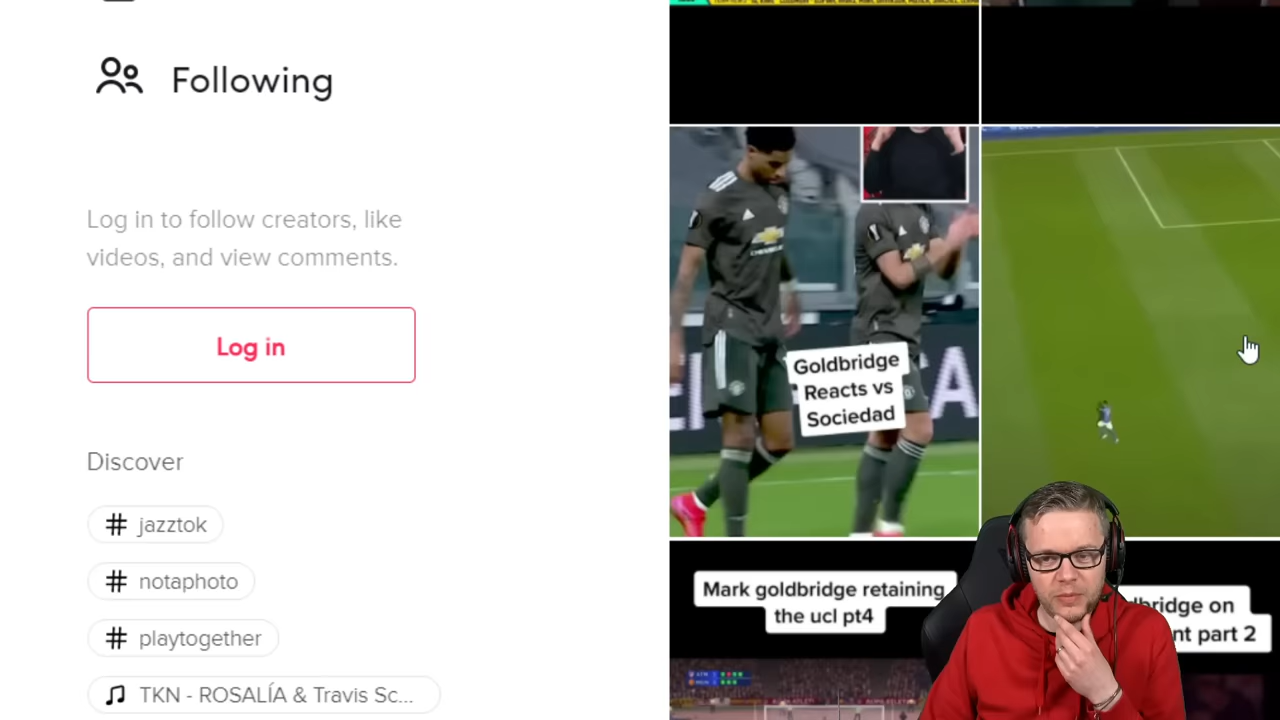 Following
Log in to follow creators, like
videos, and view comments.
Log in
Discover
# jazztok
# notaphoto
# playtogether
TKN - ROSALÍA & Travis Sc...
Goldbridge
Reacts vs
Sociedad
Mark goldbridge retaining
the ucl pt4
dbridge on
nt part 2